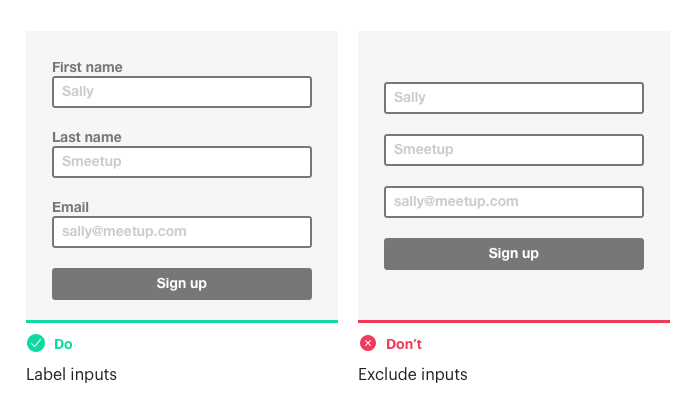 First name
Sally
Last name
Smeetup
Email
sally@meetup.com
Sign up
Do
Label inputs
Sally
Smeetup
sally@meetup.com
Sign up
Don’t
Exclude inputs